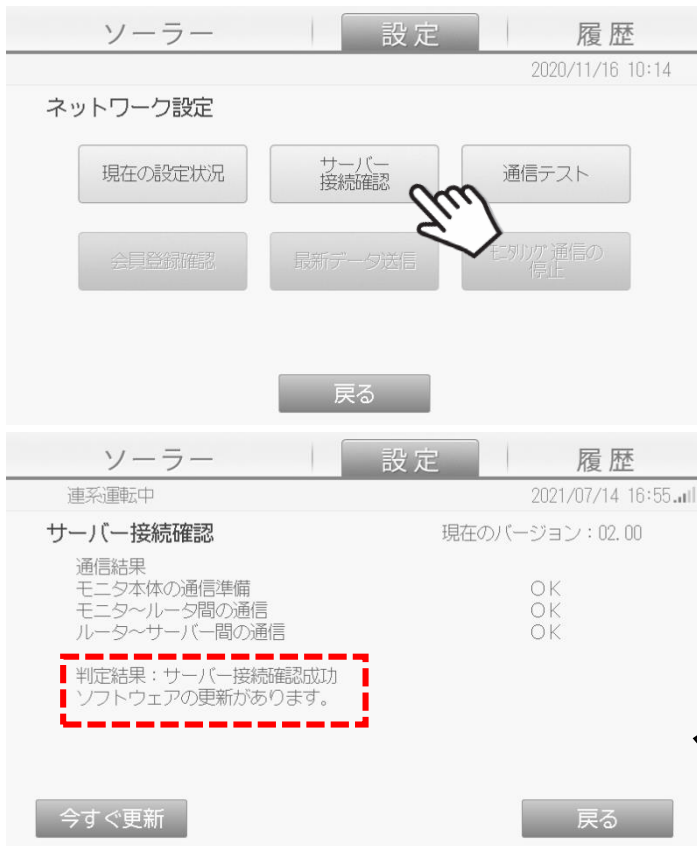 ソーラー
設定
履歴
2020/11/16 10:14
ネットワーク設定
現在の設定状況
サーバー
接続確認
通信テスト
会員登録確認
最新データ送信
モニタリング通信の
停止
戻る
ソーラー
設定
履歴
連系運転中
2021/07/14 16:55
サーバー接続確認
現在のバージョン:02.00
通信結果
モニタ本体の通信準備 OK
モニタ~ルータ間の通信 OK
ルータ~サーバー間の通信 OK
判定結果:サーバー接続確認成功
ソフトウェアの更新があります。
今すぐ更新
戻る